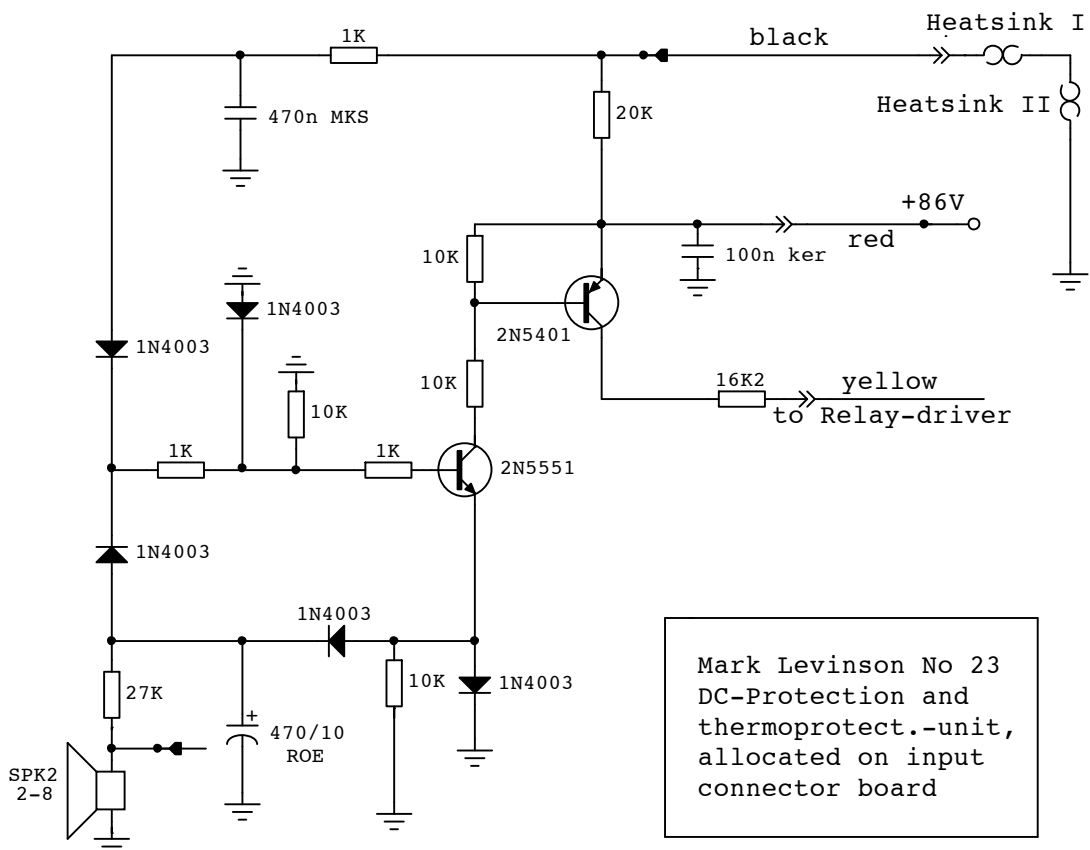 Heatsink I
1K
black
Heatsink II
470n MKS
20K
+86V
red
10K
100n ker
1N4003
2N5401
1N4003
10K
16K2
yellow
to Relay-driver
10K
1K
1K
2N5551
1N4003
1N4003
10K
1N4003
27K
470/10
ROE
SPK2
2-8
Mark Levinson No 23
DC-Protection and
thermoprotect.-unit,
allocated on input
connector board
+